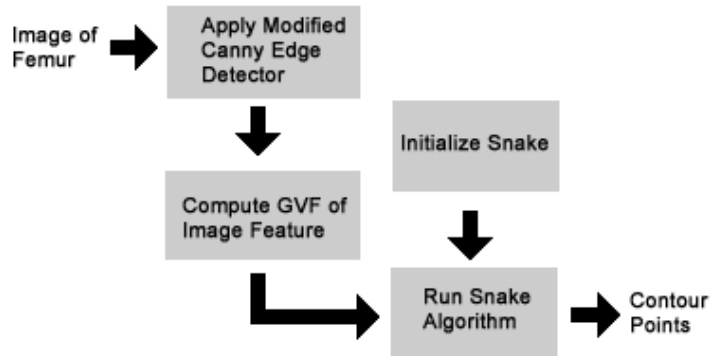 Image of
Femur
Apply Modified
Canny Edge
Detector
Initialize Snake
Compute GVF of
Image Feature
Run Snake
Algorithm
Contour
Points